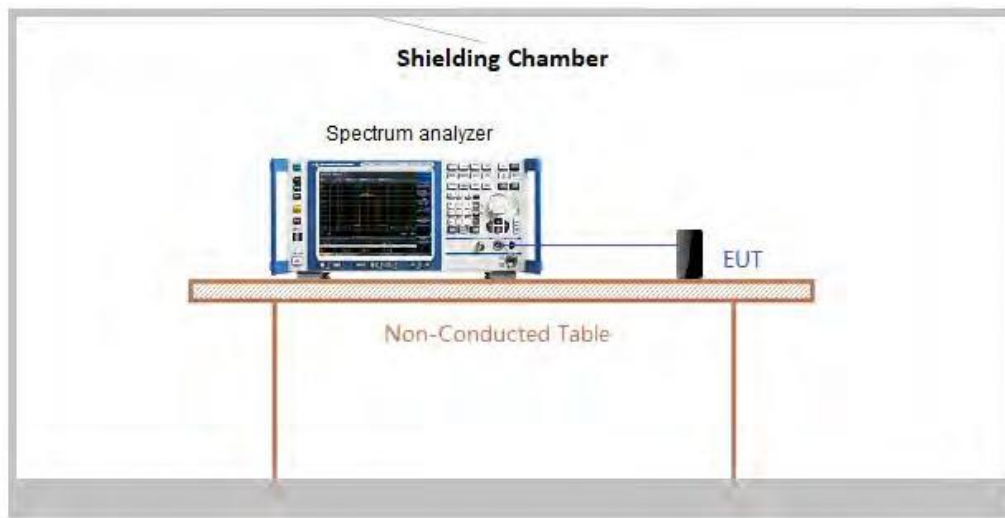 Shielding Chamber
Spectrum analyzer
EUT
Non-Conducted Table